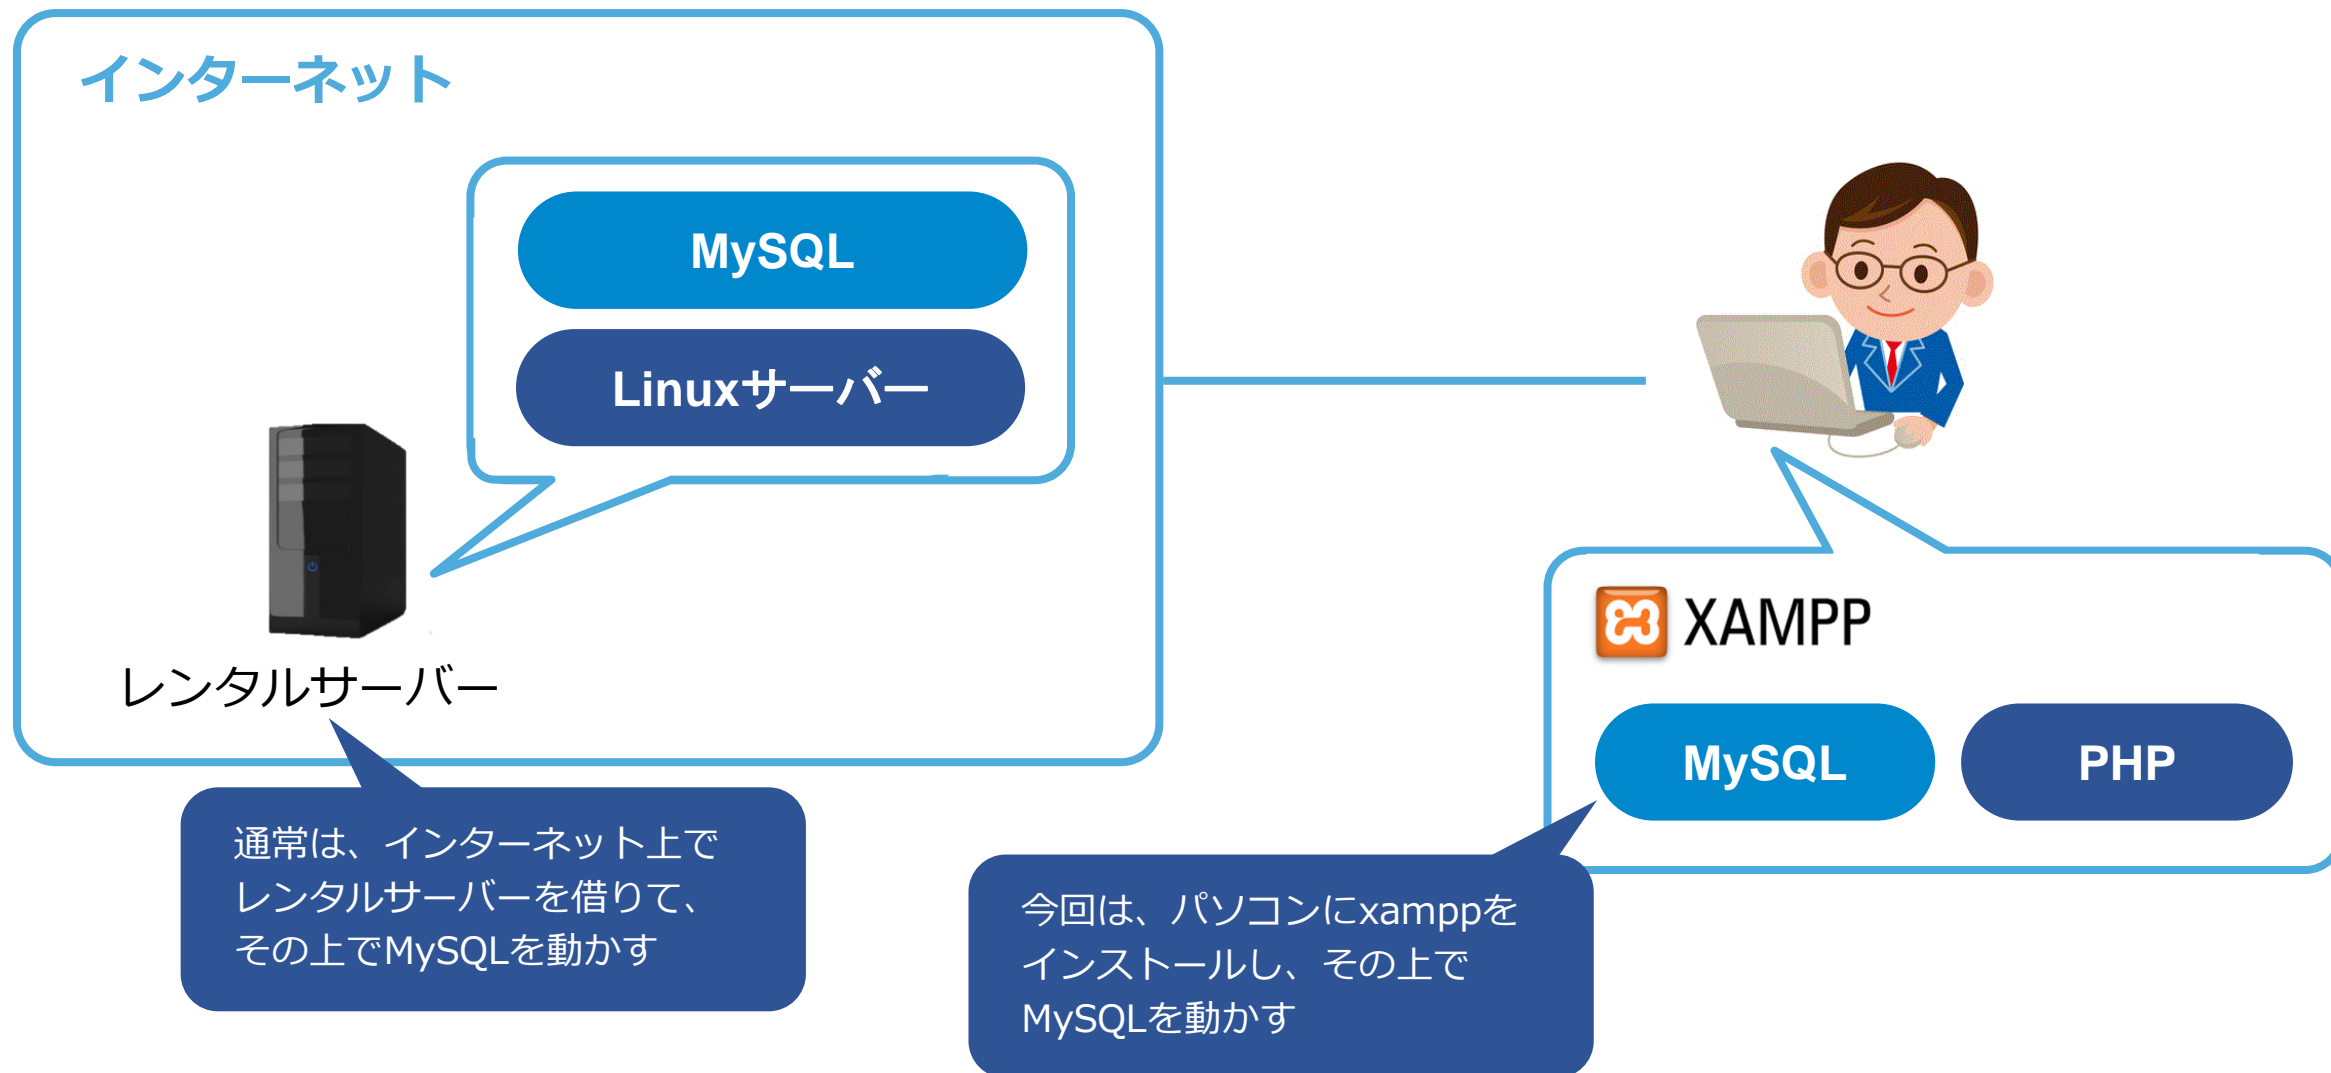 インターネット
MySQL
Linuxサーバー
レンタルサーバー
通常は、インターネット上で
レンタルサーバーを借りて、
その上でMySQLを動かす
XAMPP
MySQL
PHP
今回は、パソコンにxamppを
インストールし、その上で
MySQLを動かす